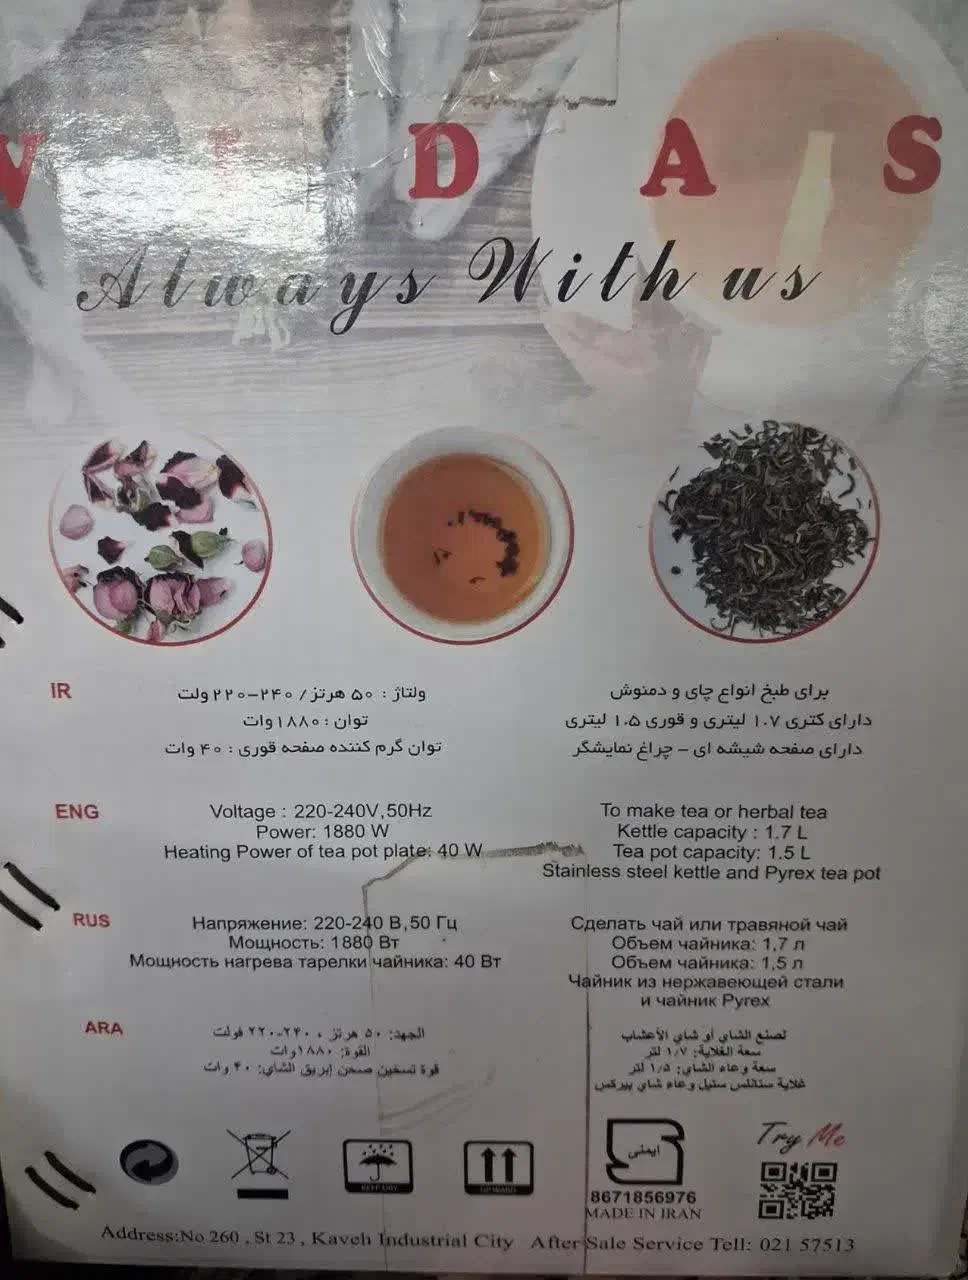 V I D A S
Always With us
IR
ولتاژ : ۵۰ هرتز / ۲۴۰-۲۲۰ ولت
توان : ۱۸۸۰ وات
توان گرم کننده صفحه قوری : ۴۰ وات
برای طبخ انواع چای و دمنوش
دارای کتری ۱.۷ لیتری و قوری ۱.۵ لیتری
دارای صفحه شیشه ای - چراغ نمایشگر
ENG
Voltage : 220-240V,50Hz
Power: 1880 W
Heating Power of tea pot plate: 40 W
To make tea or herbal tea
Kettle capacity : 1.7 L
Tea pot capacity: 1.5 L
Stainless steel kettle and Pyrex tea pot
RUS
Напряжение: 220-240 В,50 Гц
Мощность: 1880 Вт
Мощность нагрева тарелки чайника: 40 Вт
Сделать чай или травяной чай
Объем чайника: 1,7 л
Объем чайника: 1,5 л
Чайник из нержавеющей стали
и чайник Pyrex
ARA
الجهد: ۵۰ هرتز ، ۲۴۰-۲۲۰ فولت
القوة: ۱۸۸۰وات
قوة تسخين صحن إبريق الشاي: ۴۰ وات
لصنع الشاي أو شاي الأعشاب
سعة الغلاية: ۱/۷ لتر
سعة وعاء الشاي: ۱/۵ لتر
غلاية ستانلس ستيل وعاء شاي بيركس
KEEP DRY
UPWARD
ایمنی
8671856976
MADE IN IRAN
Try Me
Address:No 260 , St 23 , Kaveh Industrial City After Sale Service Tell: 021 57513